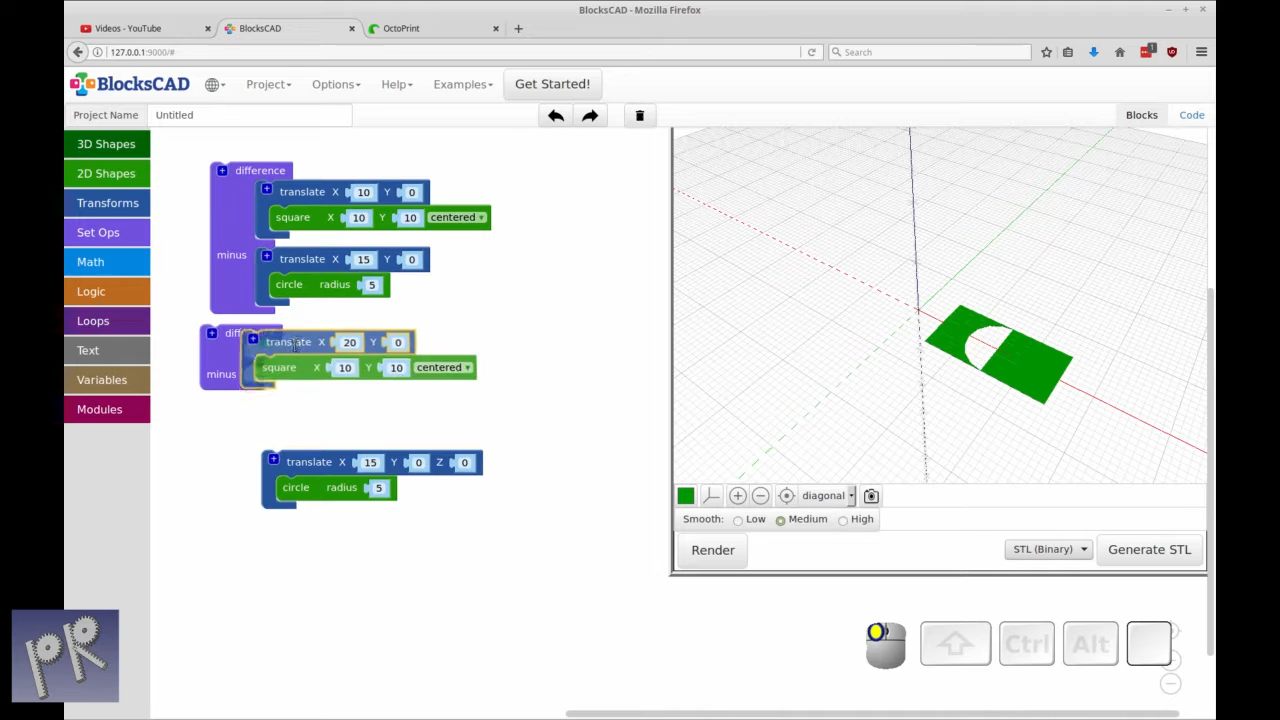 BlocksCAD - Mozilla Firefox
Videos - YouTube
BlocksCAD
OctoPrint
127.0.0.1:9000/#
Search
1
BlocksCAD
Project
Options
Help
Examples
Get Started!
Project Name
Untitled
Blocks
Code
3D Shapes
2D Shapes
Transforms
Set Ops
Math
Logic
Loops
Text
Variables
Modules
difference
translate X 10 Y 0
square X 10 Y 10 centered
minus
translate X 15 Y 0
circle radius 5
translate X 20 Y 0
square X 10 Y 10 centered
minus
translate X 15 Y 0 Z 0
circle radius 5
diagonal
Smooth: Low Medium High
Render
STL (Binary)
Generate STL
Ctrl
Alt
PR